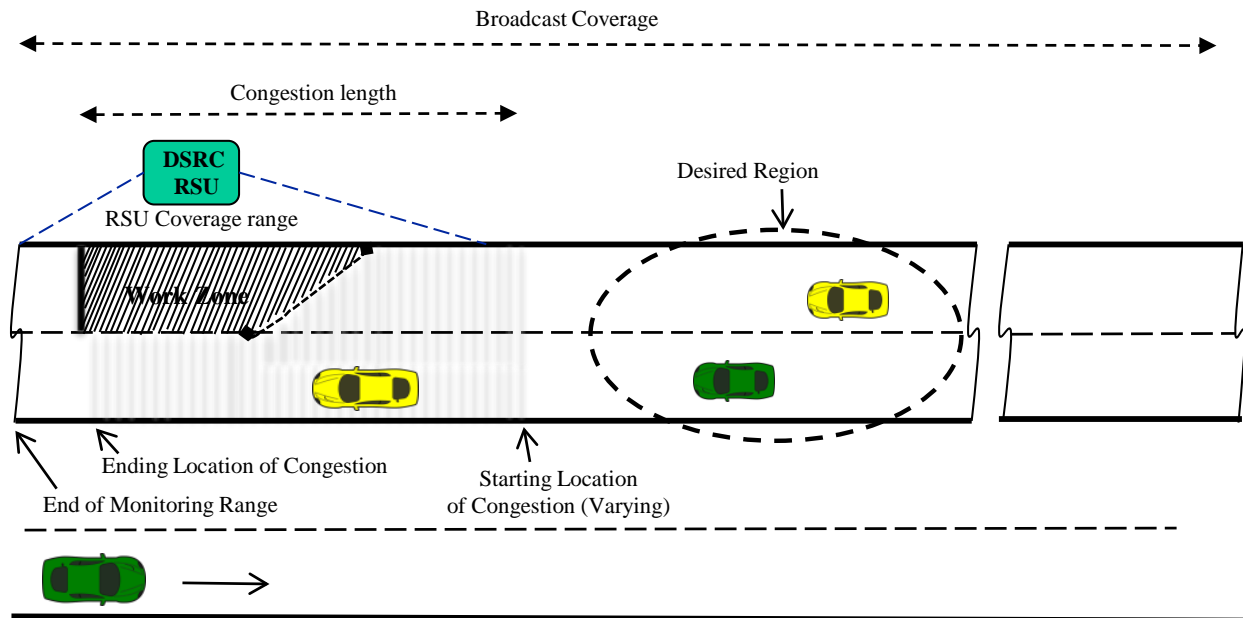 Broadcast Coverage
Congestion length
DSRC
RSU
Desired Region
RSU Coverage range
Work Zone
Ending Location of Congestion
Starting Location
of Congestion (Varying)
End of Monitoring Range